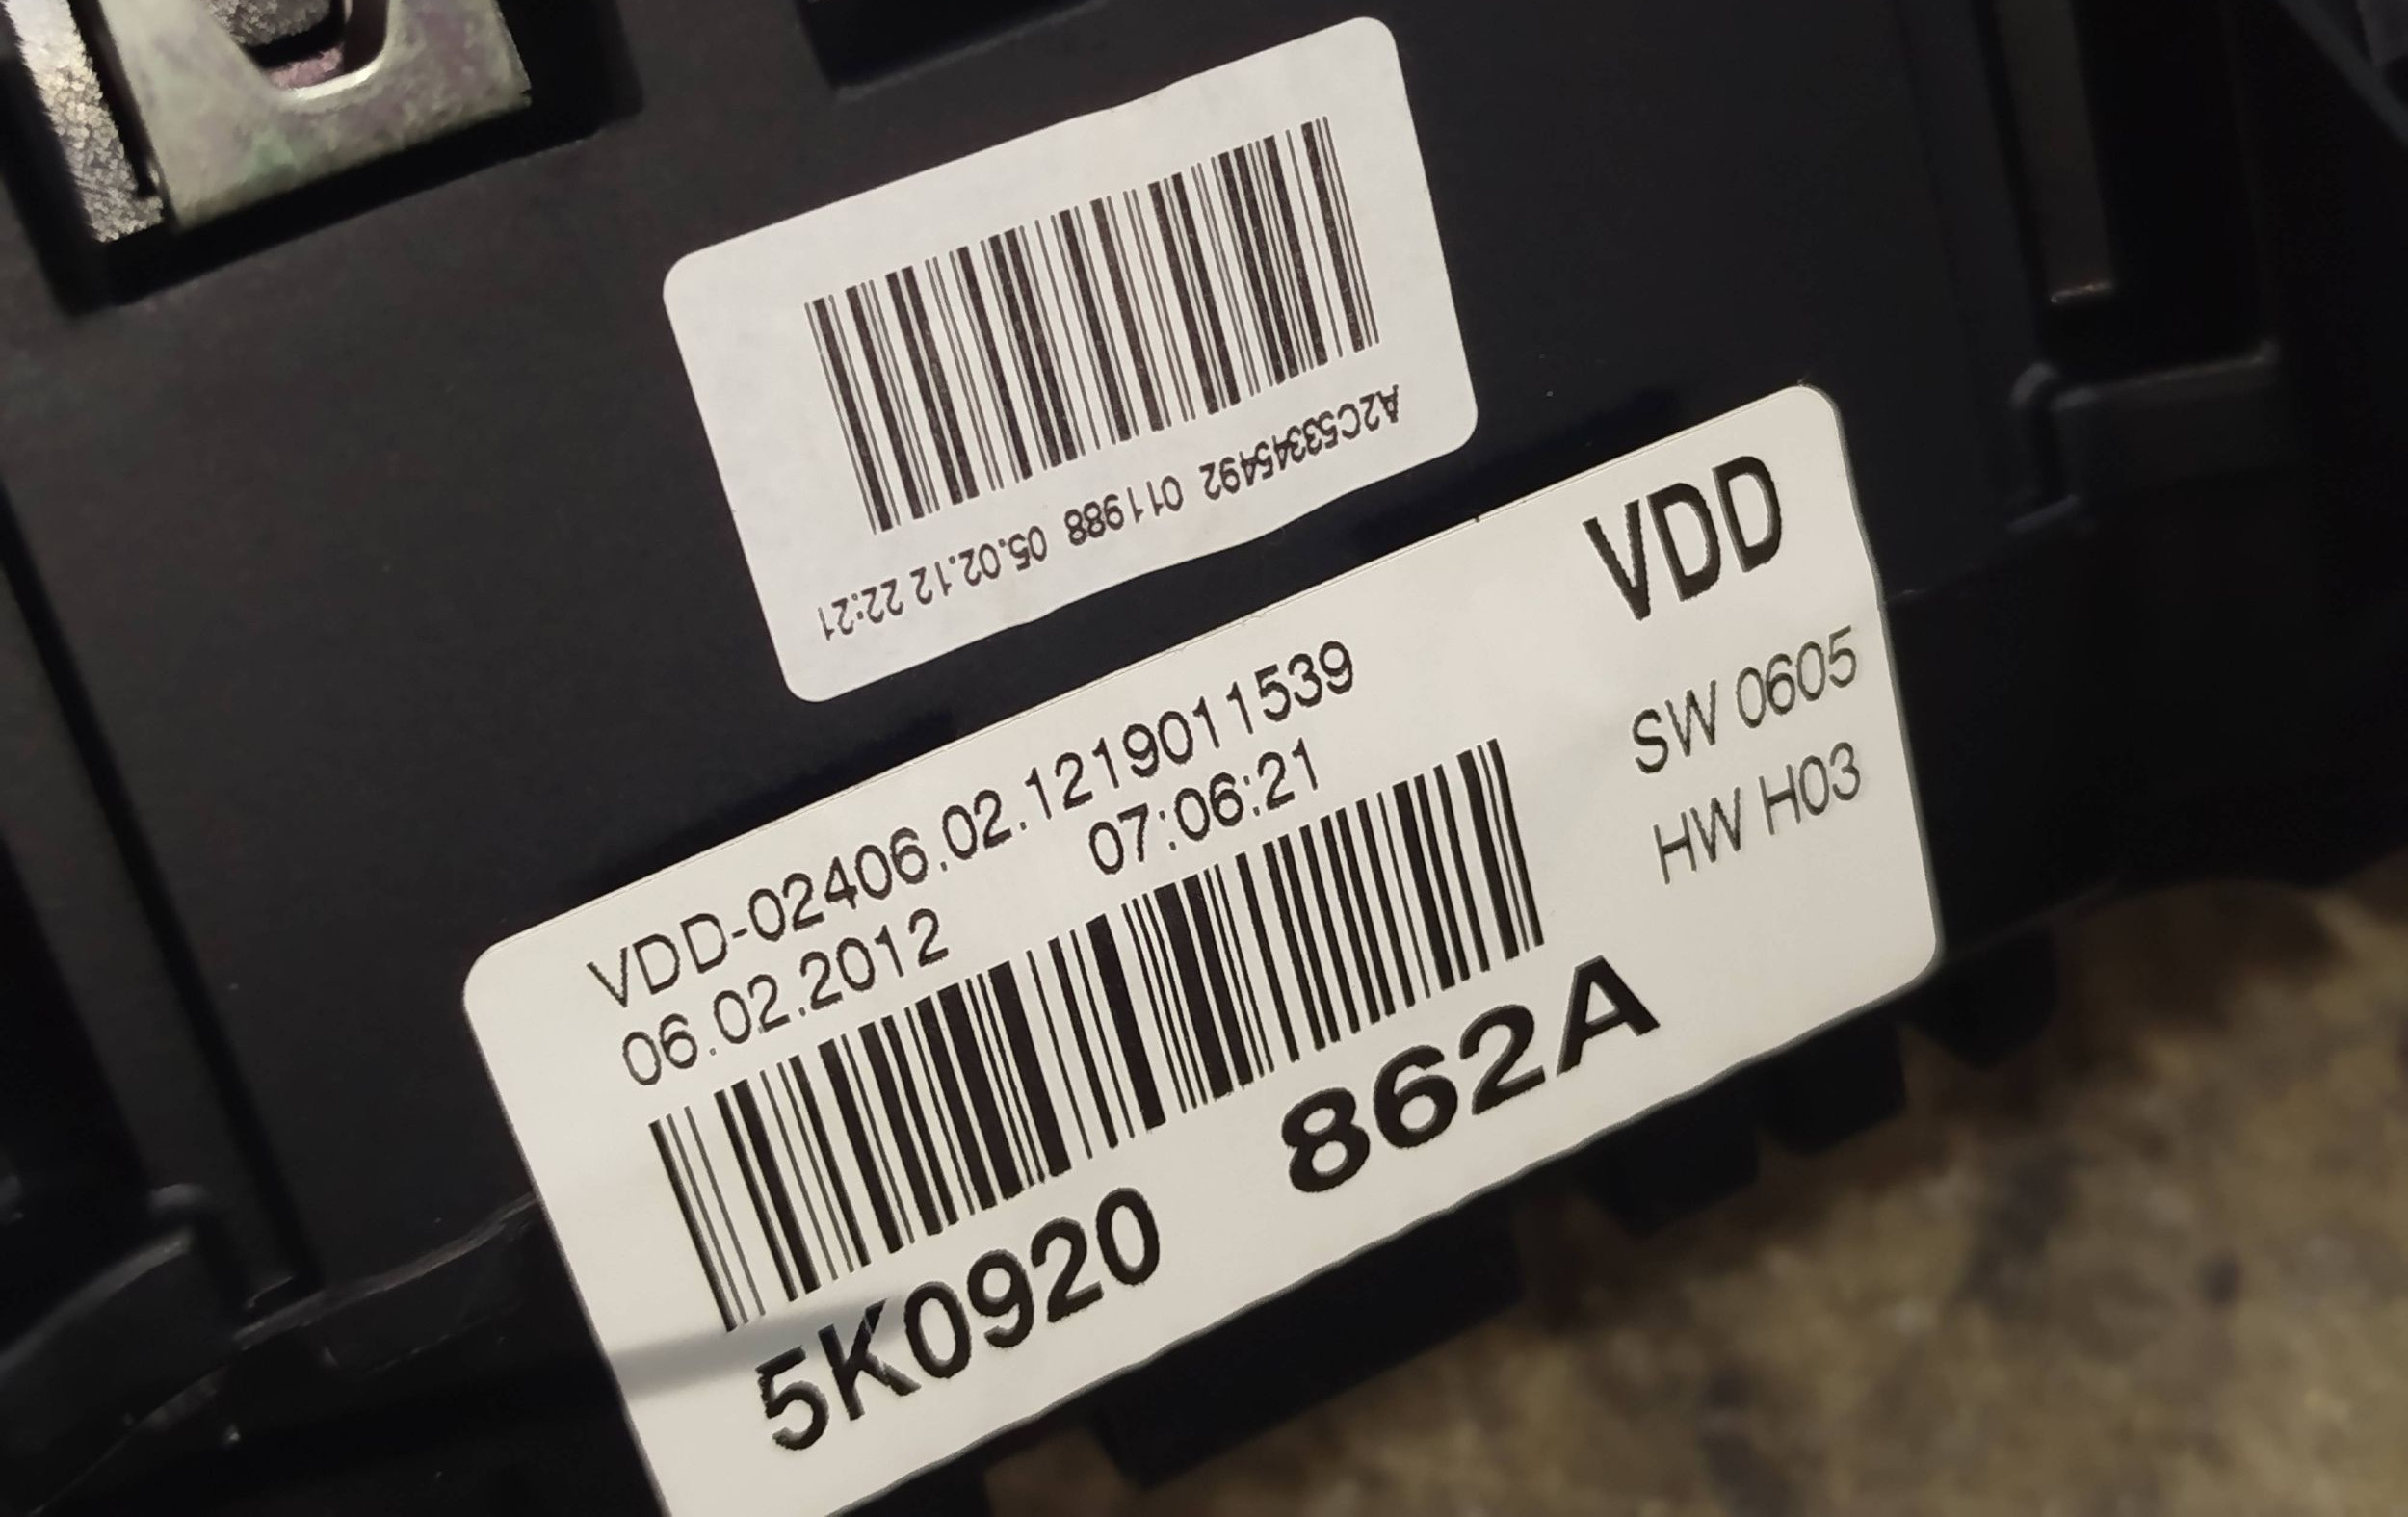 A2C53345492 011988 05.02.12 22:21
VDD
VDD-02406.02.1219011539
06.02.2012 07:06:21
SW 0605
HW H03
5K0920 862A